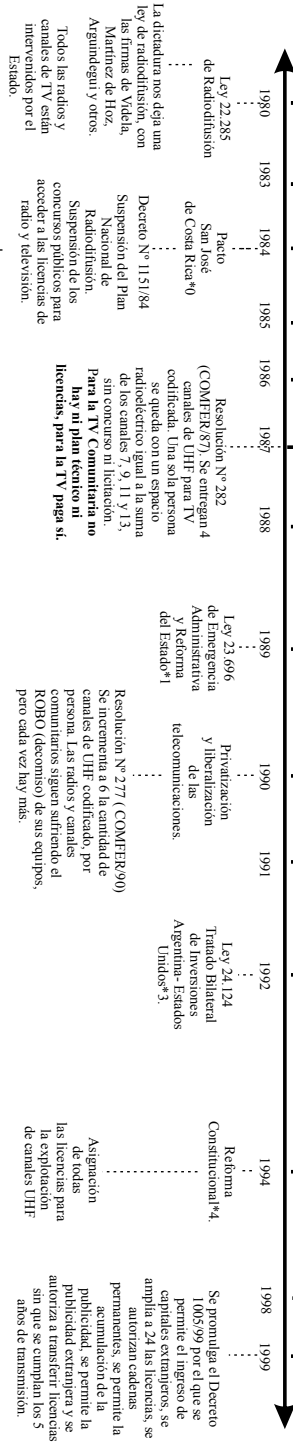 1980
1983
1984
1985
1986
1987
1988
1989
1990
1991
1992
1994
1998
1999
Ley 22.285
de Radiodifusión
La dictadura nos deja una
ley de radiodifusión, con
las firmas de Videla,
Martínez de Hoz,
Arguindegui y otros.
Todos las radios y
canales de TV están
intervenidos por el
Estado.
Pacto
San José
de Costa Rica*0
Decreto Nº 1151/84
Suspensión del Plan
Nacional de
Radiodifusión.
Suspensión de los
concursos públicos para
acceder a las licencias de
radio y televisión.
Resolución Nº 282
(COMFER/87). Se entregan 4
canales de UHF para TV
codificada. Una sola persona
se queda con un espacio
radioeléctrico igual a la suma
de los canales 7, 9, 11 y 13,
sin concurso ni licitación.
Para la TV Comunitaria no
hay ni plan técnico ni
licencias, para la TV paga sí.
Ley 23.696
de Emergencia
Administrativa
y Reforma
del Estado*1
Privatización
y liberalización
de las
telecomunicaciones.
Resolución Nº 277 ( COMFER/90)
Se incrementa a 6 la cantidad de
canales de UHF codificado, por
persona. Las radios y canales
comunitarios siguen sufriendo el
ROBO (decomiso) de sus equipos,
pero cada vez hay más.
Ley 24.124
Tratado Bilateral
de Inversiones
Argentina- Estados
Unidos*3.
Reforma
Constitucional*4.
Asignación
de todas
las licencias para
la explotación
de canales UHF
Se promulga el Decreto
1005/99 por el que se
permite el ingreso de
capitales extranjeros, se
amplia a 24 las licencias, se
autorizan cadenas
permanentes, se permite la
acumulación de la
publicidad, se permite la
publicidad extranjera y se
autoriza a transferir licencias
sin que se cumplan los 5
años de transmisión.